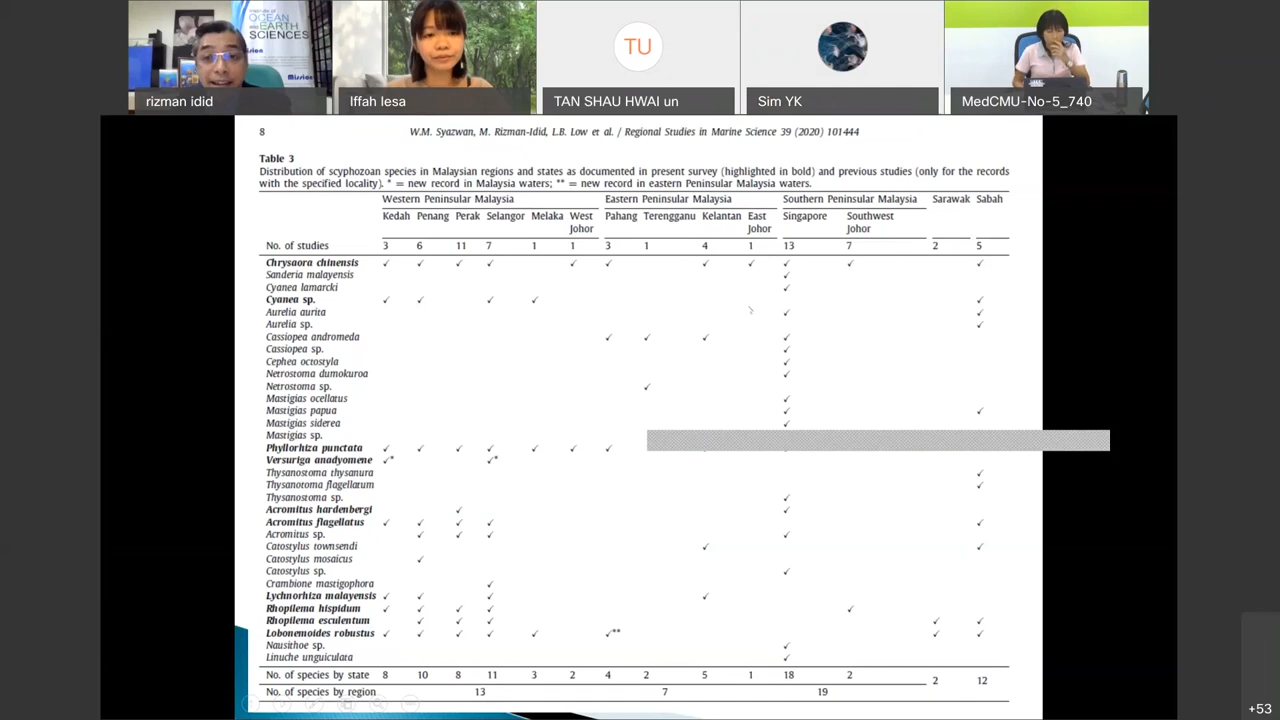 Institute of
OCEAN
and EARTH
SCIENCES
ision
Mission
rizman idid
Iffah Iesa
TU
TAN SHAU HWAI un
Sim YK
MedCMU-No-5_740
8 W.M. Syazwan, M. Rizman-Idid, L.B. Low et al. / Regional Studies in Marine Science 39 (2020) 101444
Table 3
Distribution of scyphozoan species in Malaysian regions and states as documented in present survey (highlighted in bold) and previous studies (only for the records
with the specified locality). * = new record in Malaysia waters; ** = new record in eastern Peninsular Malaysia waters.
Western Peninsular Malaysia Eastern Peninsular Malaysia Southern Peninsular Malaysia Sarawak Sabah
Kedah Penang Perak Selangor Melaka West Johor Pahang Terengganu Kelantan East Johor Singapore Southwest Johor
No. of studies 3 6 11 7 1 1 3 1 4 1 13 7 2 5
Chrysaora chinensis ✓ ✓ ✓ ✓ ✓ ✓ ✓ ✓ ✓ ✓ ✓
Sanderia malayensis ✓
Cyanea lamarcki ✓
Cyanea sp. ✓ ✓ ✓ ✓ ✓
Aurelia aurita ✓ ✓
Aurelia sp. ✓
Cassiopea andromeda ✓ ✓ ✓ ✓
Cassiopea sp. ✓
Cephea octostyla ✓
Netrostoma dumokuroa ✓
Netrostoma sp. ✓
Mastigias ocellatus ✓
Mastigias papua ✓ ✓
Mastigias siderea ✓
Mastigias sp.
Phyllorhiza punctata ✓ ✓ ✓ ✓ ✓ ✓ ✓
Versuriga anadyomene ✓* ✓*
Thysanostoma thysanura ✓
Thysanotoma flagellatum ✓
Thysanostoma sp. ✓
Acromitus hardenbergi ✓ ✓
Acromitus flagellatus ✓ ✓ ✓ ✓ ✓
Acromitus sp. ✓ ✓ ✓ ✓
Catostylus townsendi ✓ ✓
Catostylus mosaicus ✓
Catostylus sp. ✓
Crambione mastigophora ✓
Lychnorhiza malayensis ✓ ✓ ✓ ✓
Rhopilema hispidum ✓ ✓ ✓ ✓ ✓
Rhopilema esculentum ✓ ✓ ✓ ✓ ✓
Lobonemoides robustus ✓ ✓ ✓ ✓ ✓ ✓** ✓ ✓
Nausithoe sp. ✓
Linuche unguiculata ✓
No. of species by state 8 10 8 11 3 2 4 2 5 1 18 2 2 12
No. of species by region 13 7 19
+53